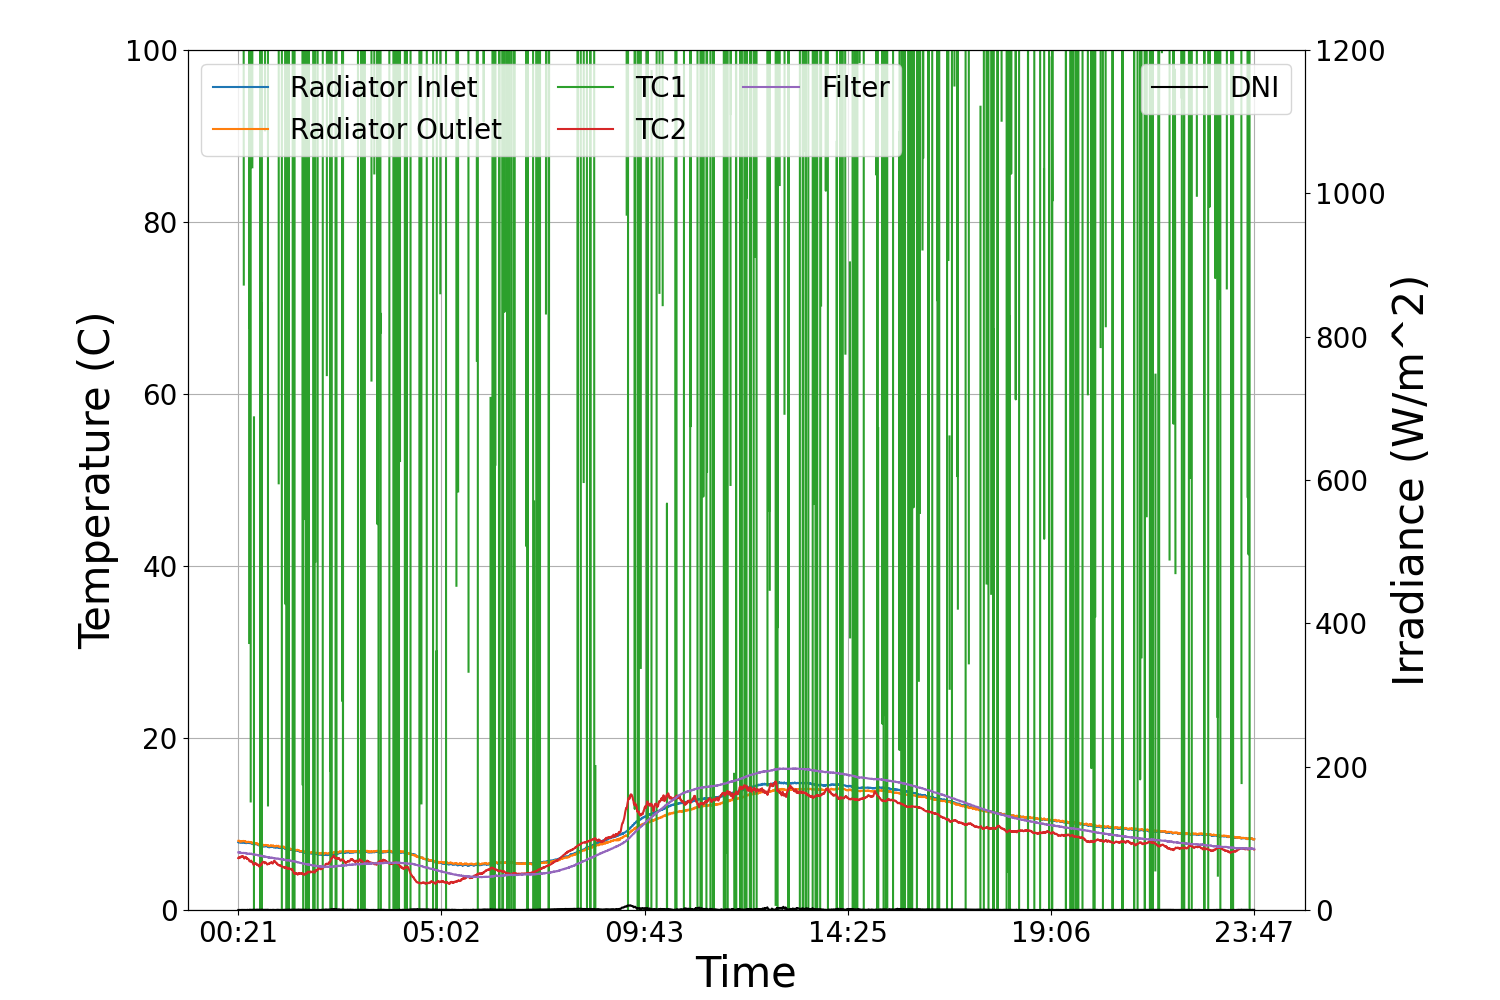 Radiator Inlet
Radiator Outlet
TC1
TC2
Filter
DNI
Temperature (C)
100
80
60
40
20
0
1200
1000
800
600
400
200
0
Irradiance (W/m^2)
00:21 05:02 09:43 14:25 19:06 23:47
Time